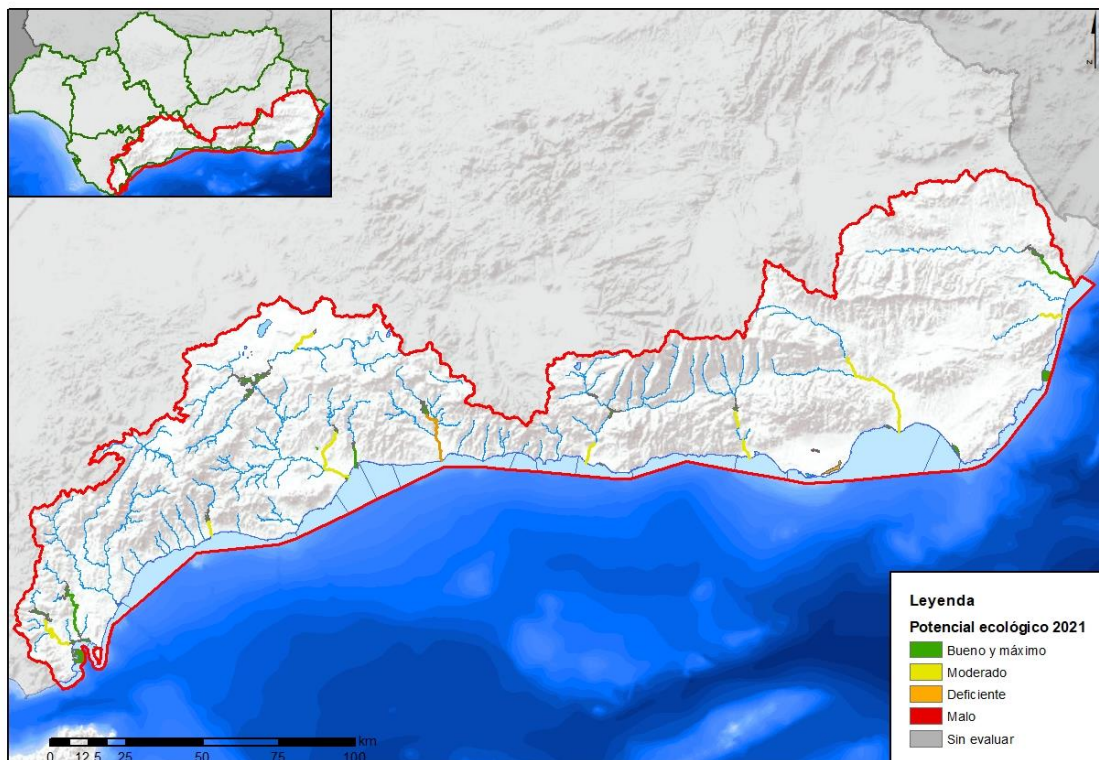 N
Leyenda
Potencial ecológico 2021
Bueno y máximo
Moderado
Deficiente
Malo
Sin evaluar
km
0 12,5 25 50 75 100